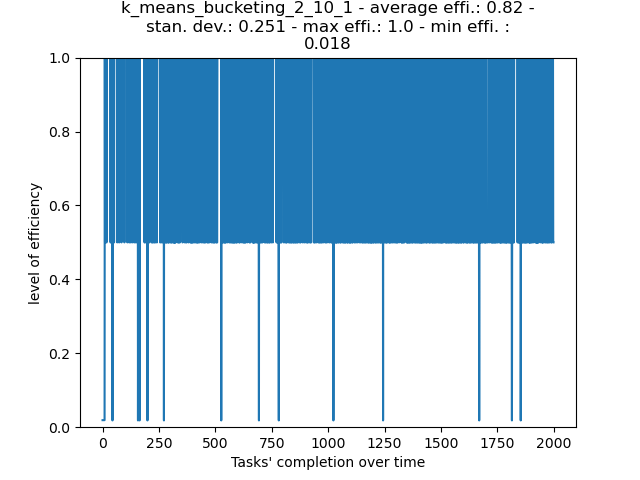 k_means_bucketing_2_10_1 - average effi.: 0.82 -
stan. dev.: 0.251 - max effi.: 1.0 - min effi. :
0.018
1.0
0.8
0.6
0.4
0.2
0.0
level of efficiency
0 250 500 750 1000 1250 1500 1750 2000
Tasks' completion over time